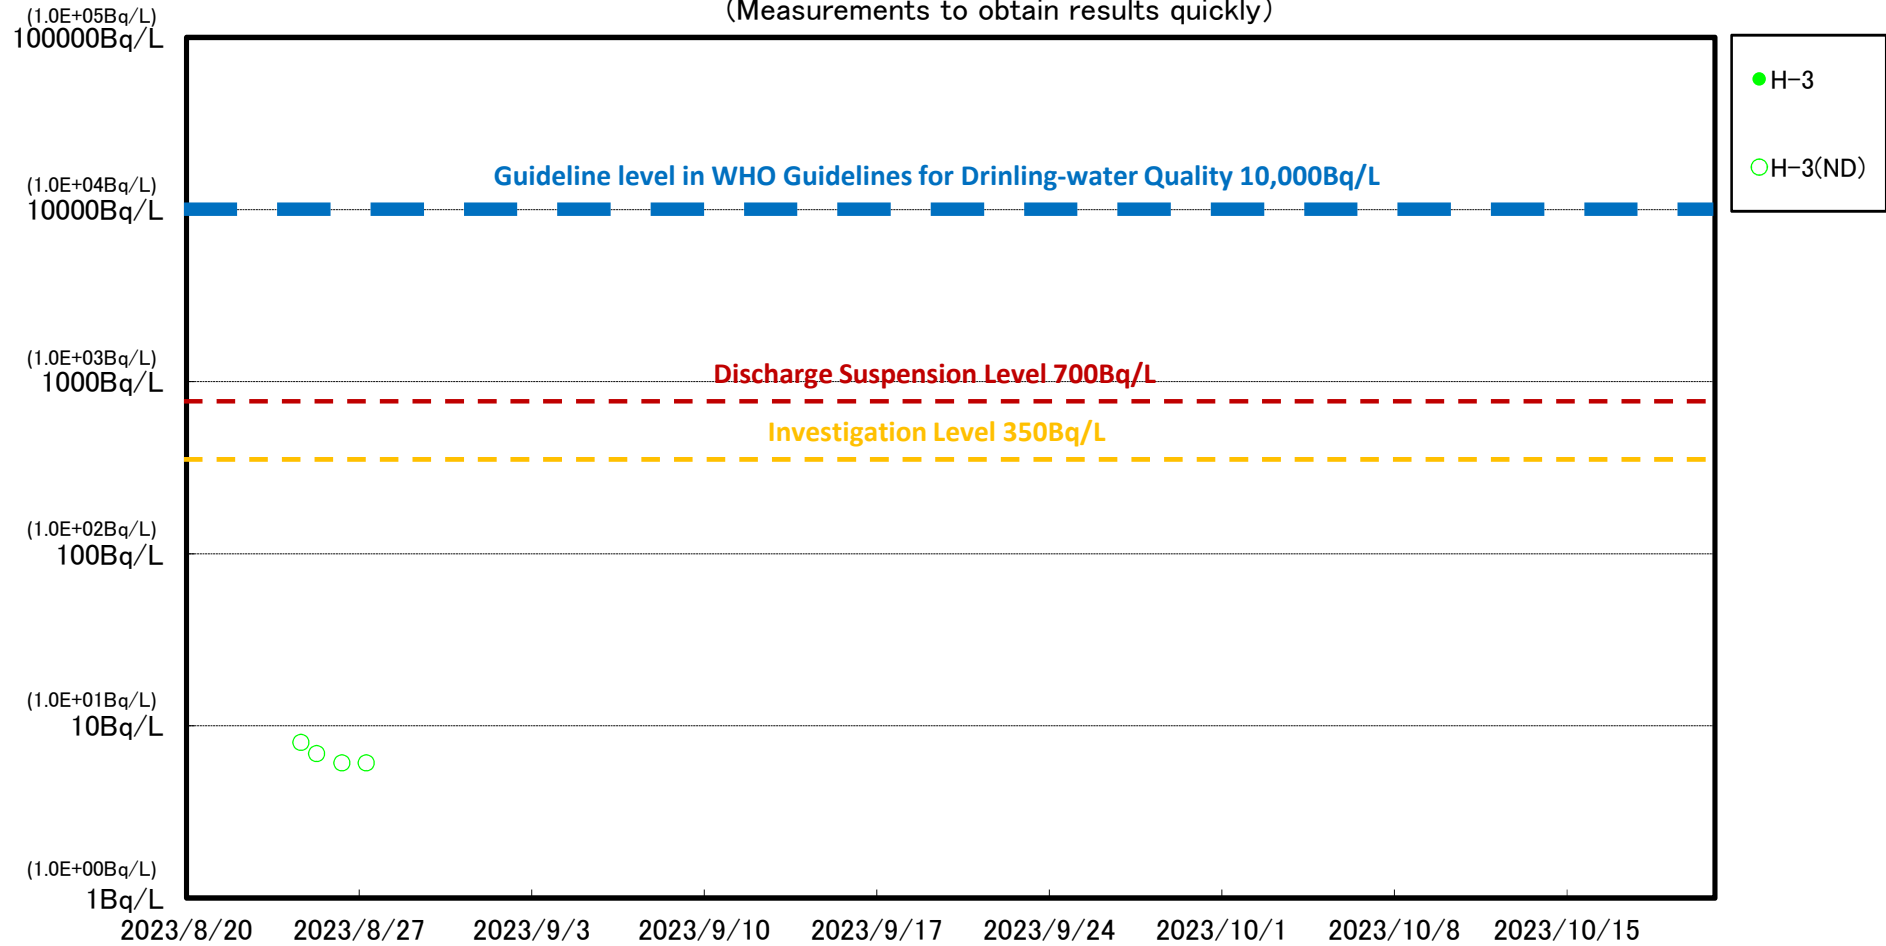 (Measurements to obtain results quickly)
(1.0E+05Bq/L)
100000Bq/L
H-3
H-3(ND)
Guideline level in WHO Guidelines for Drinling-water Quality 10,000Bq/L
(1.0E+04Bq/L)
10000Bq/L
(1.0E+03Bq/L)
1000Bq/L
Discharge Suspension Level 700Bq/L
Investigation Level 350Bq/L
(1.0E+02Bq/L)
100Bq/L
(1.0E+01Bq/L)
10Bq/L
(1.0E+00Bq/L)
1Bq/L
2023/8/20 2023/8/27 2023/9/3 2023/9/10 2023/9/17 2023/9/24 2023/10/1 2023/10/8 2023/10/15